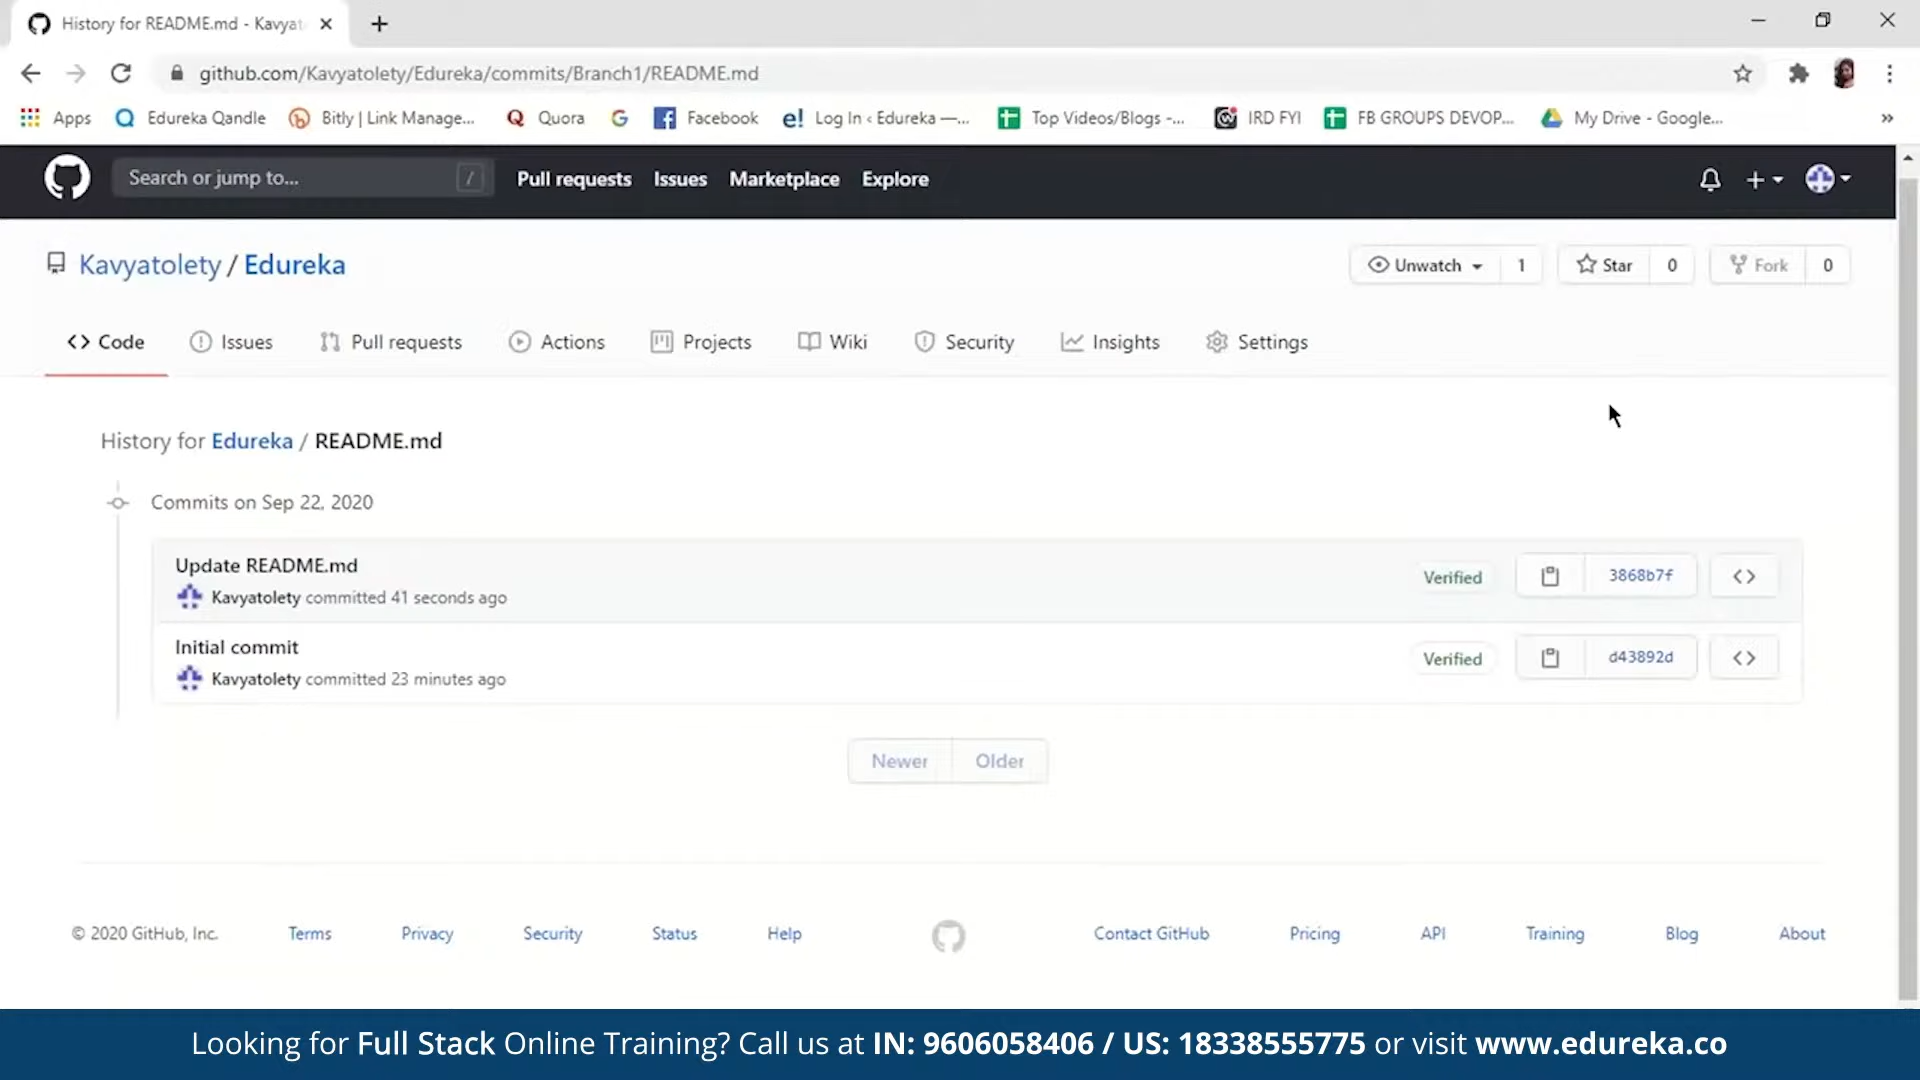 History for README.md - Kavyat
github.com/Kavyatolety/Edureka/commits/Branch1/README.md
Apps Edureka Qandle Bitly | Link Manage... Quora Facebook e! Log In ‹ Edureka —... Top Videos/Blogs -... IRD FYI FB GROUPS DEVOP... My Drive - Google... »
Search or jump to... / Pull requests Issues Marketplace Explore
Kavyatolety / Edureka Unwatch 1 Star 0 Fork 0
<> Code Issues Pull requests Actions Projects Wiki Security Insights Settings
History for Edureka / README.md
Commits on Sep 22, 2020
Update README.md
Kavyatolety committed 41 seconds ago Verified 3868b7f <>
Initial commit
Kavyatolety committed 23 minutes ago Verified d43892d <>
Newer Older
© 2020 GitHub, Inc. Terms Privacy Security Status Help Contact GitHub Pricing API Training Blog About
Looking for Full Stack Online Training? Call us at IN: 9606058406 / US: 18338555775 or visit www.edureka.co